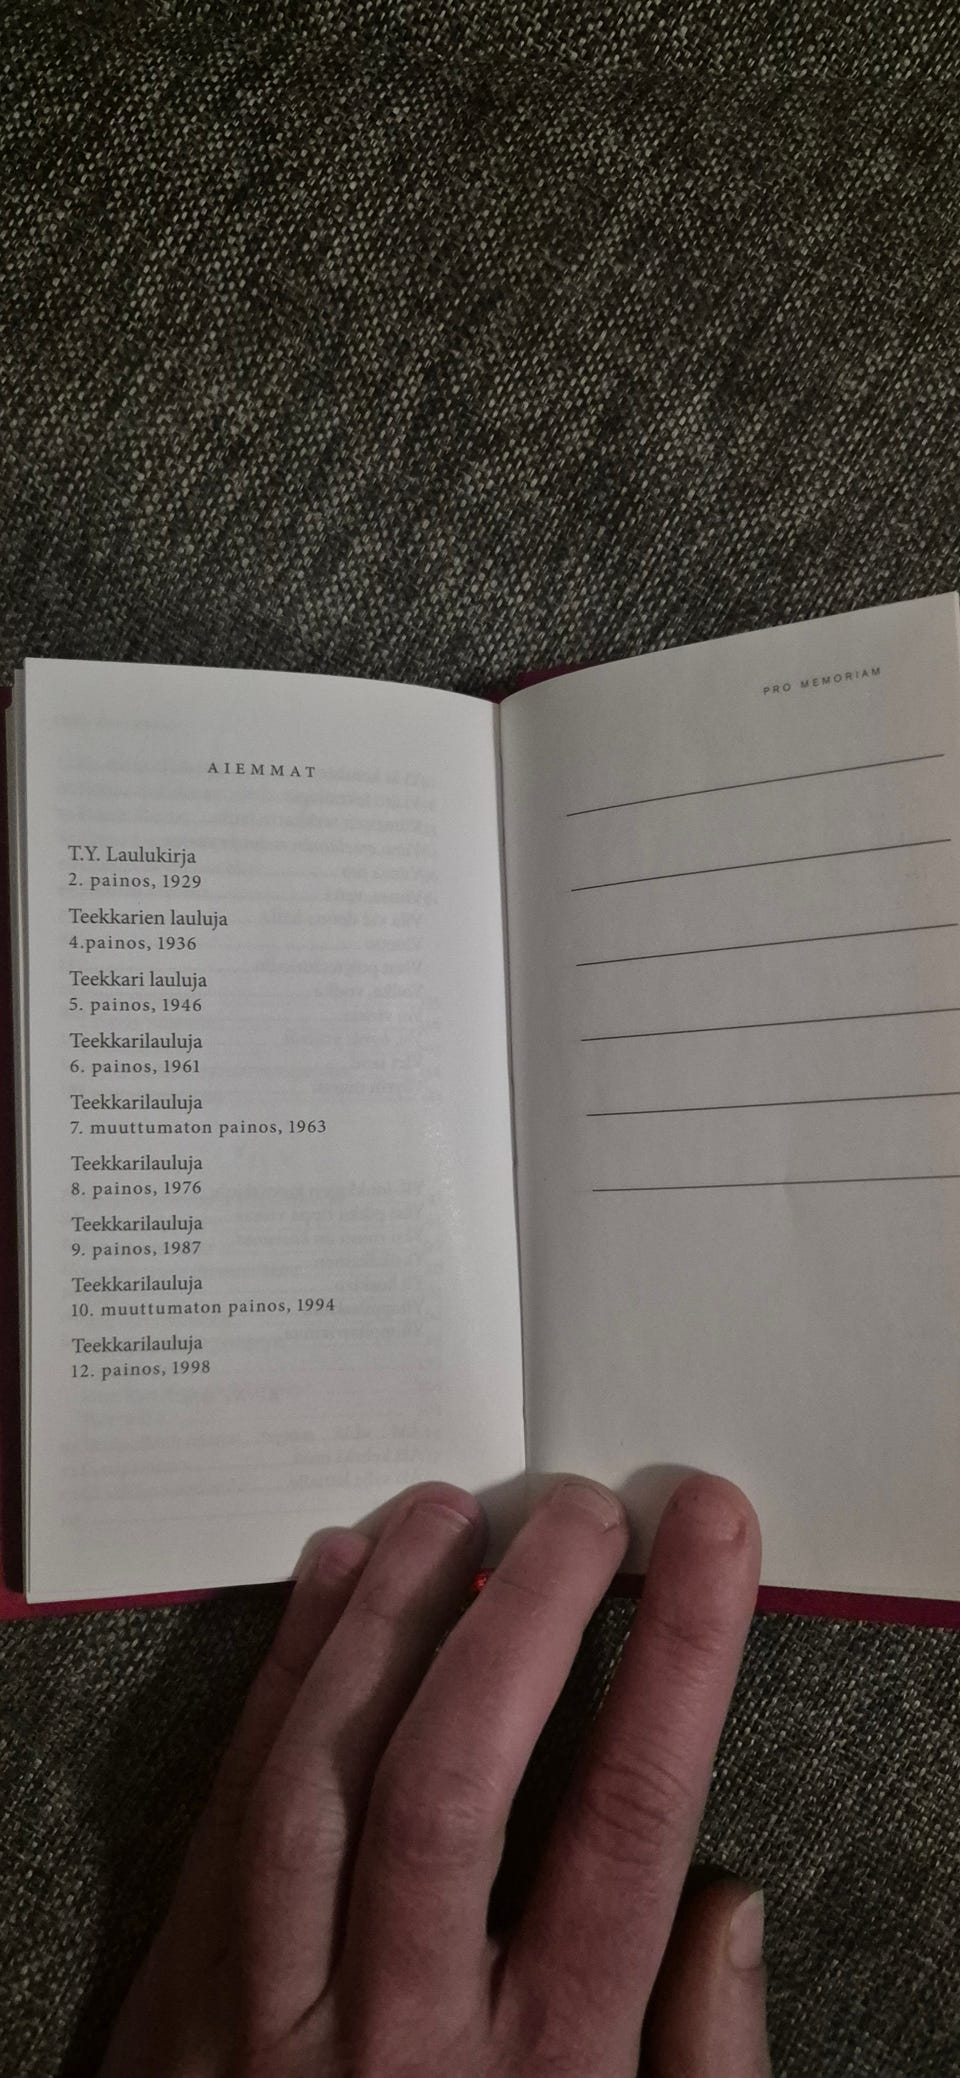 AIEMMAT
T.Y. Laulukirja
2. painos, 1929
Teekkarien lauluja
4.painos, 1936
Teekkari lauluja
5. painos, 1946
Teekkarilauluja
6. painos, 1961
Teekkarilauluja
7. muuttumaton painos, 1963
Teekkarilauluja
8. painos, 1976
Teekkarilauluja
9. painos, 1987
Teekkarilauluja
10. muuttumaton painos, 1994
Teekkarilauluja
12. painos, 1998
PRO MEMORIAM